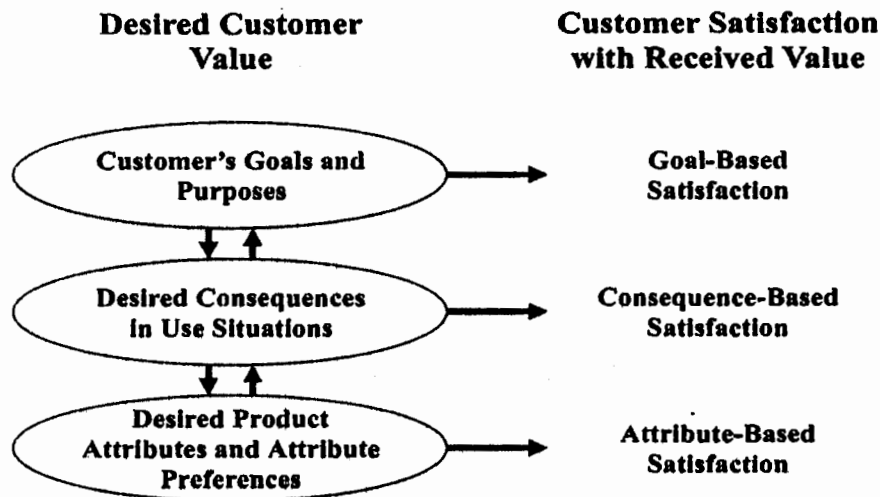 Desired Customer
Value
Customer Satisfaction
with Received Value
Customer's Goals and
Purposes
Goal-Based
Satisfaction
Desired Consequences
in Use Situations
Consequence-Based
Satisfaction
Desired Product
Attributes and Attribute
Preferences
Attribute-Based
Satisfaction